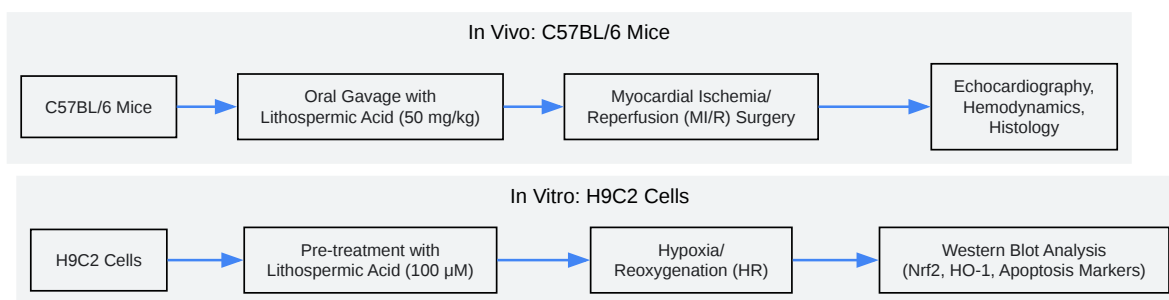 In Vivo: C57BL/6 Mice
C57BL/6 Mice
Oral Gavage with
Lithospermic Acid (50 mg/kg)
Myocardial Ischemia/
Reperfusion (MI/R) Surgery
Echocardiography,
Hemodynamics,
Histology
In Vitro: H9C2 Cells
H9C2 Cells
Pre-treatment with
Lithospermic Acid (100 μM)
Hypoxia/
Reoxygenation (HR)
Western Blot Analysis
(Nrf2, HO-1, Apoptosis Markers)